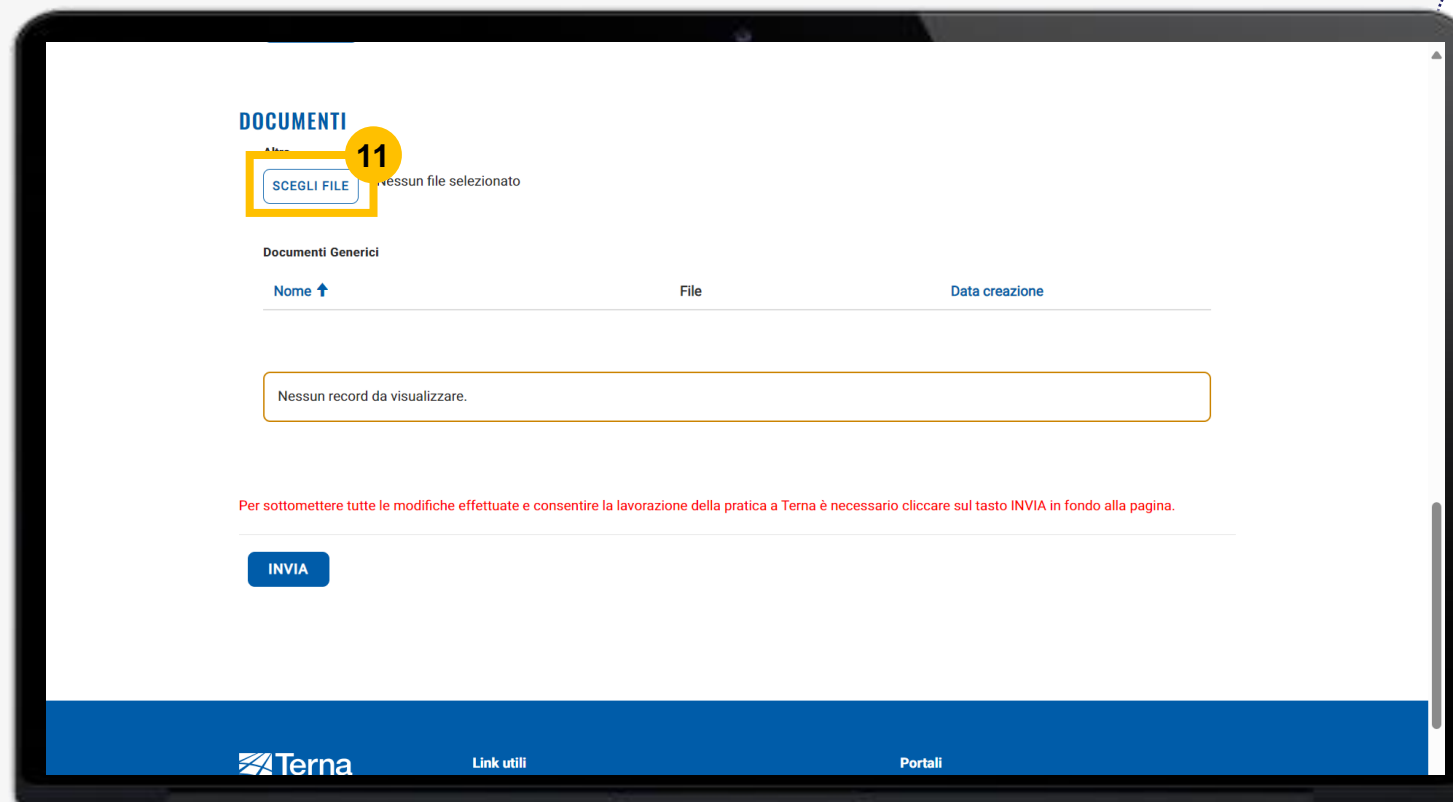 DOCUMENTI
Altro
11
SCEGLI FILE
Nessun file selezionato
Documenti Generici
Nome File Data creazione
Nessun record da visualizzare.
Per sottomettere tutte le modifiche effettuate e consentire la lavorazione della pratica a Terna è necessario cliccare sul tasto INVIA in fondo alla pagina.
INVIA
Terna Link utili Portali